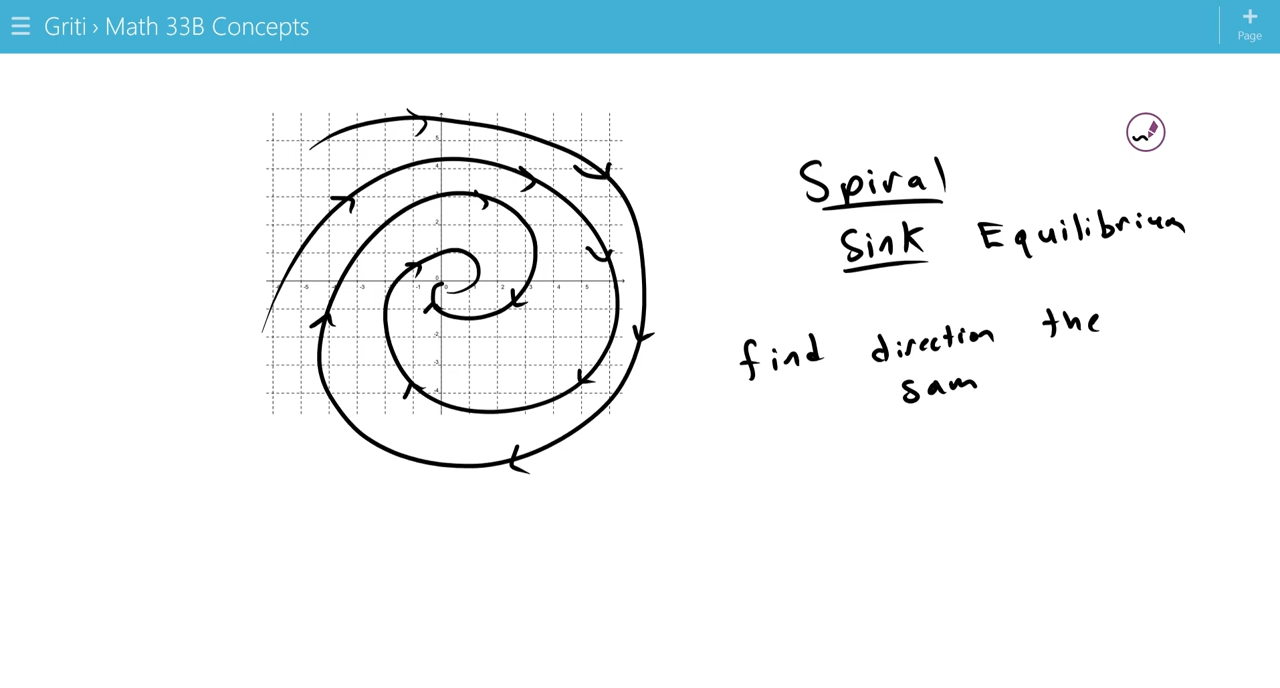 Griti › Math 33B Concepts
Page
Spiral
Sink Equilibrium
find direction the
sam